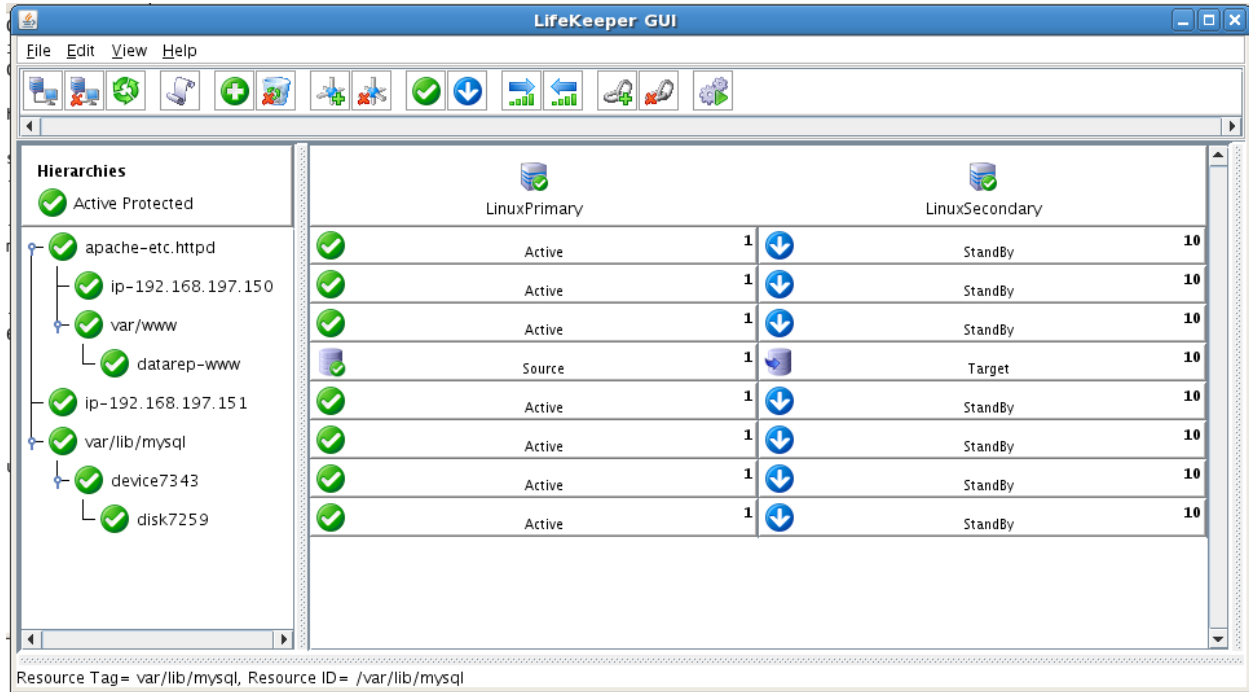 LifeKeeper GUI
File Edit View Help
Hierarchies
Active Protected
LinuxPrimary LinuxSecondary
apache-etc.httpd Active 1 StandBy 10
ip-192.168.197.150 Active 1 StandBy 10
var/www Active 1 StandBy 10
datarep-www Source 1 Target 10
ip-192.168.197.151 Active 1 StandBy 10
var/lib/mysql Active 1 StandBy 10
device7343 Active 1 StandBy 10
disk7259 Active 1 StandBy 10
Resource Tag= var/lib/mysql, Resource ID= /var/lib/mysql